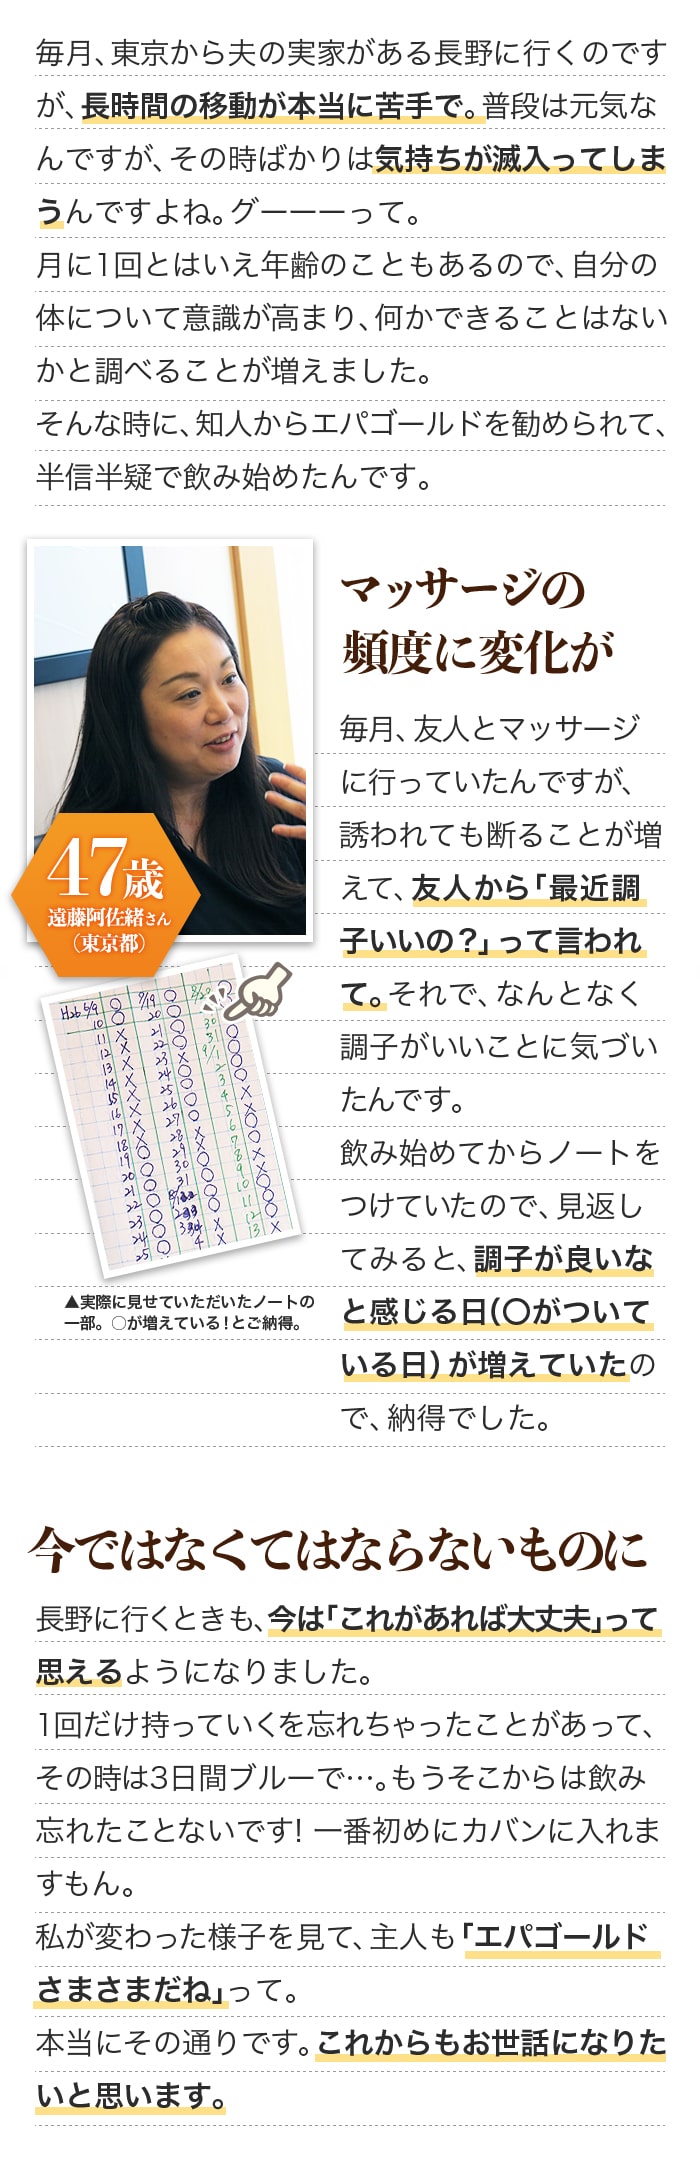 毎月、東京から夫の実家がある長野に行くのです
が、長時間の移動が本当に苦手で。普段は元気な
んですが、その時ばかりは気持ちが滅入ってしま
うんですよね。グーーーって。
月に1回とはいえ年齢のこともあるので、自分の
体について意識が高まり、何かできることはない
かと調べることが増えました。
そんな時に、知人からエパゴールドを勧められて、
半信半疑で飲み始めたんです。
マッサージの
頻度に変化が
毎月、友人とマッサージ
に行っていたんですが、
誘われても断ることが増
えて、友人から「最近調
子いいの？」って言われ
て。それで、なんとなく
調子がいいことに気づい
たんです。
飲み始めてからノートを
つけていたので、見返し
てみると、調子が良いな
と感じる日（〇がついて
いる日）が増えていたの
で、納得でした。
47歳
遠藤阿佐緒さん
（東京都）
▲実際に見せていただいたノートの
一部。○が増えている！とご納得。
今ではなくてはならないものに
長野に行くときも、今は「これがあれば大丈夫」って
思えるようになりました。
1回だけ持っていくを忘れちゃったことがあって、
その時は3日間ブルーで…。もうそこからは飲み
忘れたことないです! 一番初めにカバンに入れま
すもん。
私が変わった様子を見て、主人も「エパゴールド
さまさまだね」って。
本当にその通りです。これからもお世話になりた
いと思います。